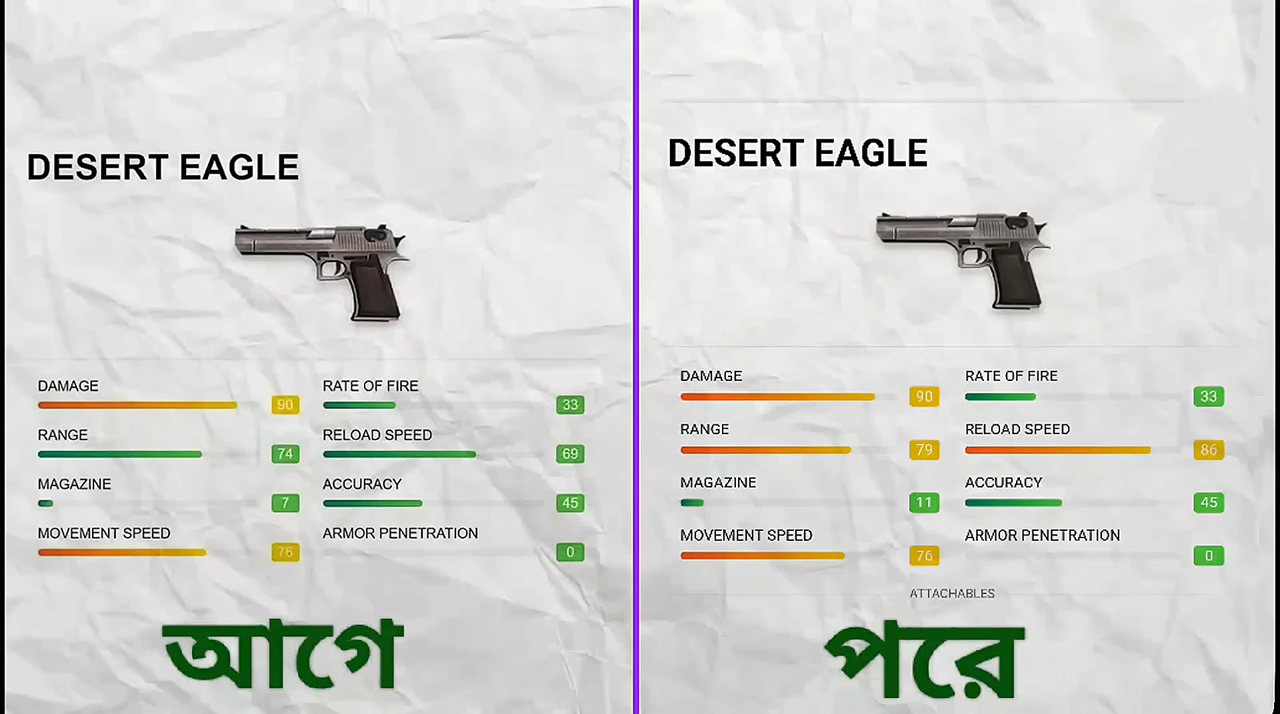 DESERT EAGLE
DAMAGE 90 RATE OF FIRE 33
RANGE 74 RELOAD SPEED 69
MAGAZINE 7 ACCURACY 45
MOVEMENT SPEED 76 ARMOR PENETRATION 0
আগে
DESERT EAGLE
DAMAGE 90 RATE OF FIRE 33
RANGE 79 RELOAD SPEED 86
MAGAZINE 11 ACCURACY 45
MOVEMENT SPEED 76 ARMOR PENETRATION 0
ATTACHABLES
পরে